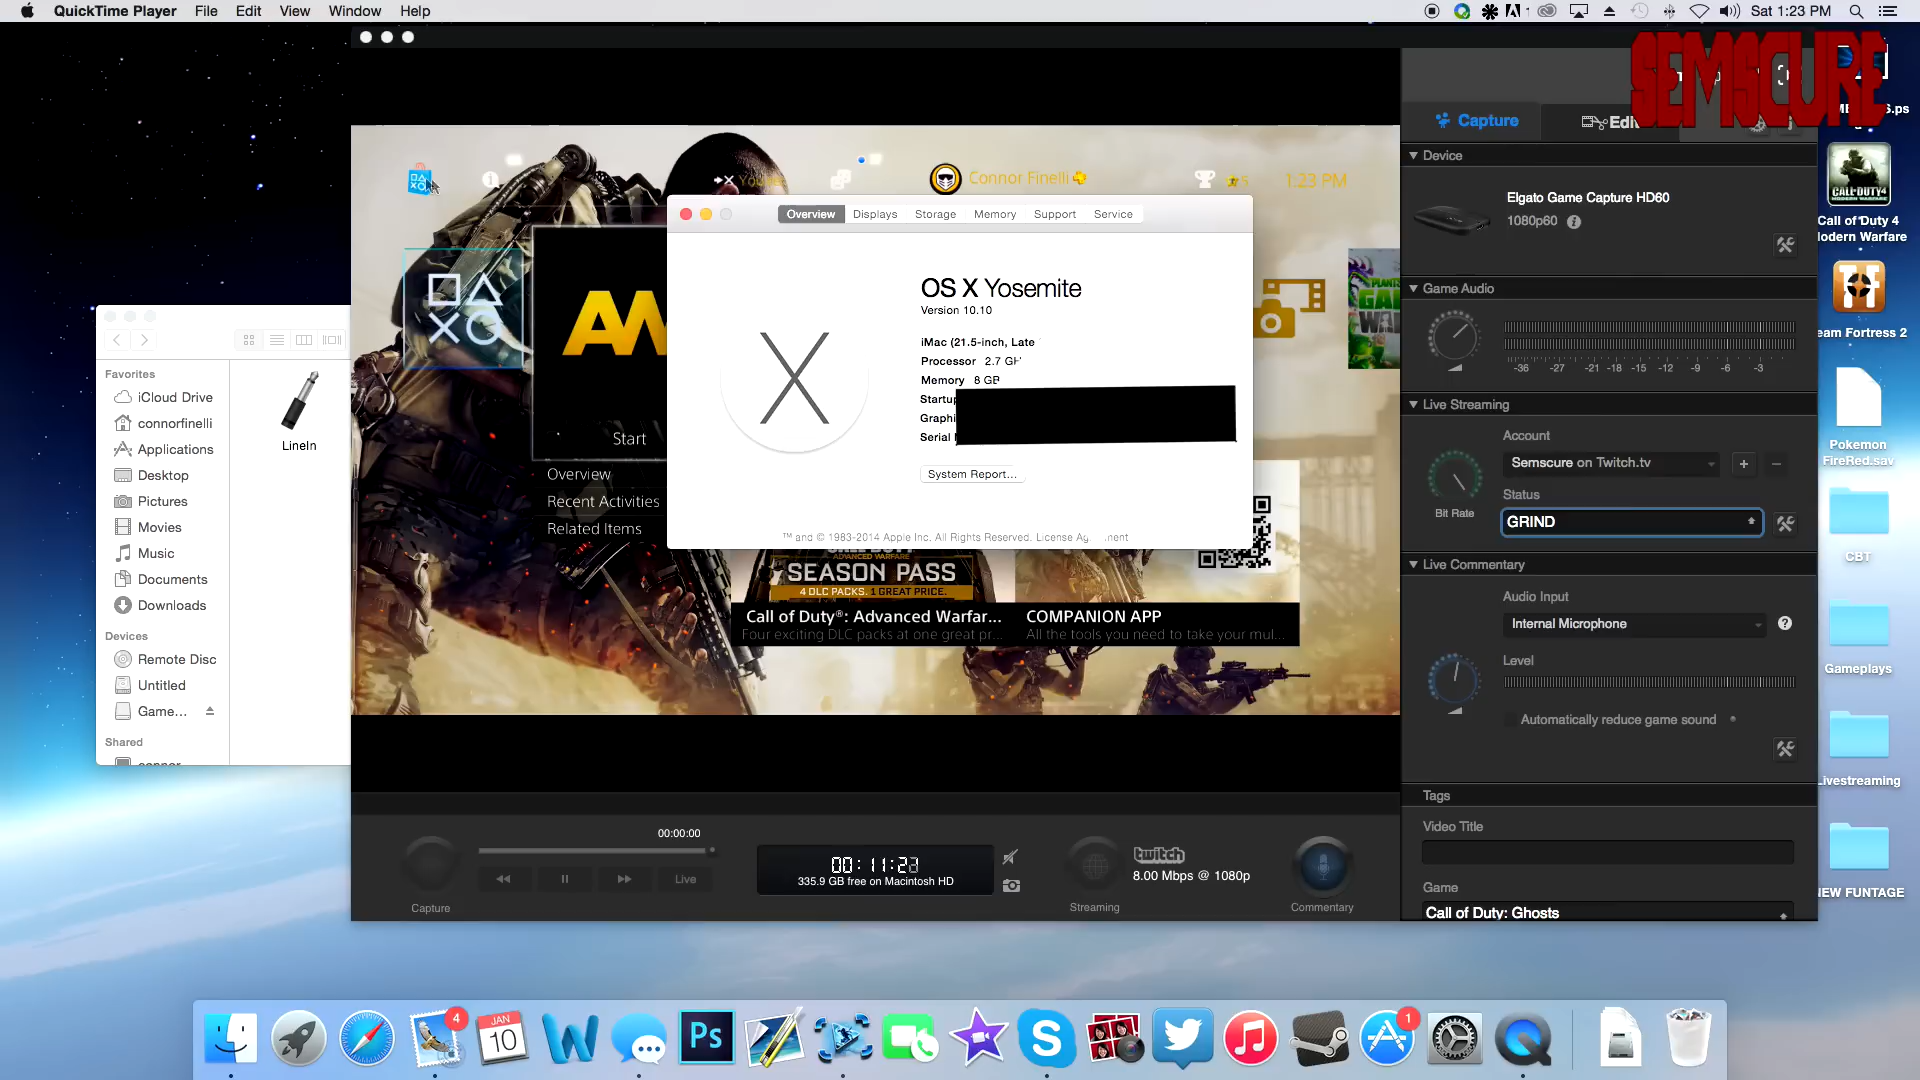 QuickTime Player File Edit View Window Help
Sat 1:23 PM
SEMSCURE
Capture
Device
Elgato Game Capture HD60
1080p60
Game Audio
-36 -27 -21 -18 -15 -12 -9 -6 -3
Live Streaming
Account
Semscure on Twitch.tv
Status
GRIND
Bit Rate
Live Commentary
Audio Input
Internal Microphone
Level
Automatically reduce game sound
Tags
Video Title
Game
Call of Duty: Ghosts
Connor Finelli
1:23 PM
Start
Overview
Recent Activities
Related Items
SEASON PASS
4 DLC PACKS. 1 GREAT PRICE.
Call of Duty®: Advanced Warfar...
Four exciting DLC packs at one great pr...
COMPANION APP
All the tools you need to take your mul...
Overview Displays Storage Memory Support Service
OS X Yosemite
Version 10.10
iMac (21.5-inch, Late
Processor 2.7
Memory 8 GB
Serial
System Report...
™ and © 1983-2014 Apple Inc. All Rights Reserved. License
Favorites
iCloud Drive
connorfinelli
Applications
Desktop
Pictures
Movies
Music
Documents
Downloads
Devices
Remote Disc
Untitled
Game...
Shared
LineIn
00:00:00
Live
00:11:23
335.9 GB free on Macintosh HD
Capture
twitch
8.00 Mbps @ 1080p
Streaming
Commentary
Call of Duty 4
Modern Warfare
eam Fortress 2
Pokemon
FireRed.sav
CBT
Gameplays
Livestreaming
NEW FUNTAGE
4
JAN
10
Ps
1